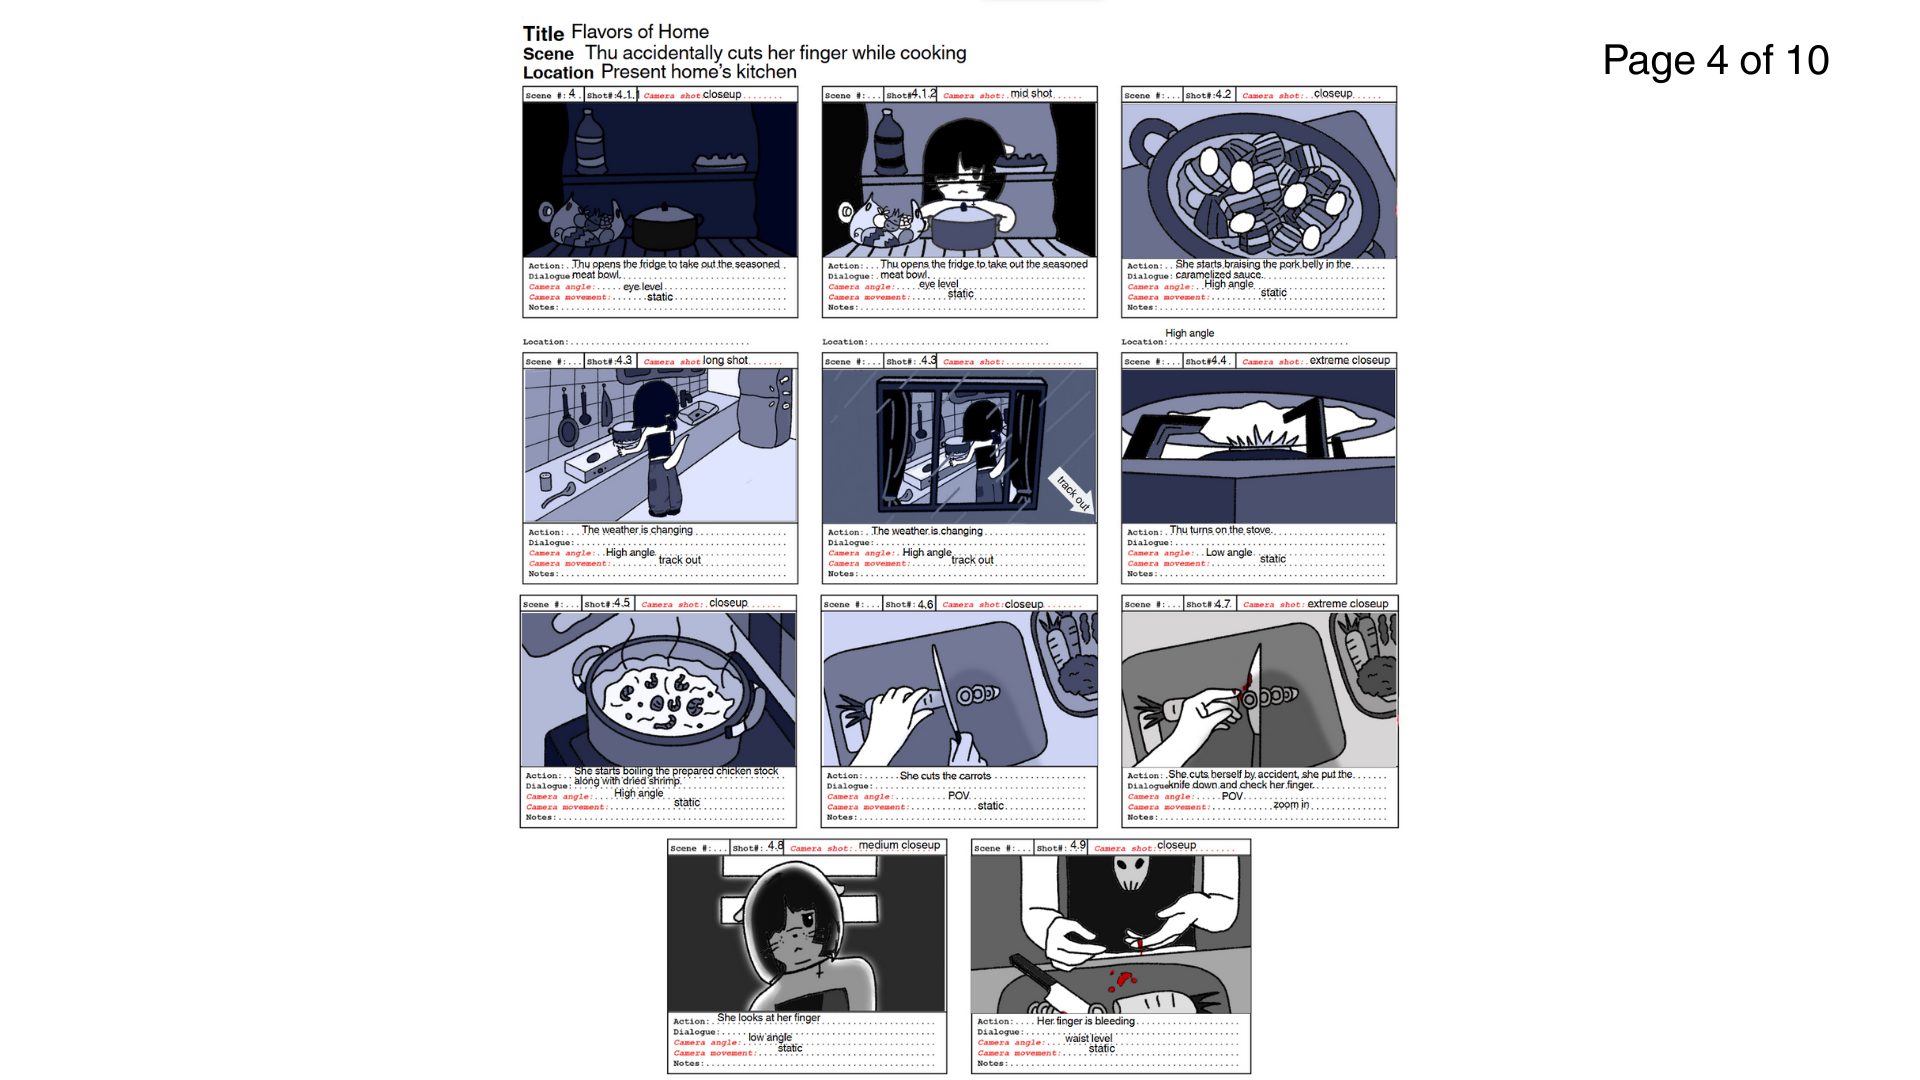 Title Flavors of Home
Scene Thu accidentally cuts her finger while cooking
Location Present home's kitchen
Page 4 of 10
Scene #: 4 Shot#: 4.1.1 Camera shot closeup
Action: Thu opens the fridge to take out the seasoned
Dialogue: meat bowl.
Camera angle: eye level
Camera movement: static
Notes:
Scene #: Shot# 4.1.2 Camera shot: mid shot
Action: Thu opens the fridge to take out the seasoned
Dialogue: meat bowl.
Camera angle: eye level
Camera movement: static
Notes:
Scene #: Shot#: 4.2 Camera shot: closeup
Action: She starts braising the pork belly in the
Dialogue: caramelized sauce.
Camera angle: High angle
Camera movement: static
Notes:
Location:
Scene #: Shot#: 4.3 Camera shot long shot
Action: The weather is changing
Dialogue:
Camera angle: High angle
Camera movement: track out
Notes:
Location:
Scene #: Shot#: 4.3 Camera shot:
track out
Action: The weather is changing
Dialogue:
Camera angle: High angle
Camera movement: track out
Notes:
High angle
Location:
Scene #: Shot# 4.4 Camera shot: extreme closeup
Action: Thu turns on the stove.
Dialogue:
Camera angle: Low angle
Camera movement: static
Notes:
Scene #: Shot#: 4.5 Camera shot: closeup
Action: She starts boiling the prepared chicken stock
Dialogue: along with dried shrimp.
Camera angle: High angle
Camera movement: static
Notes:
Scene #: Shot#: 4.6 Camera shot: closeup
Action: She cuts the carrots
Dialogue:
Camera angle: POV
Camera movement: static
Notes:
Scene #: Shot#: 4.7 Camera shot: extreme closeup
Action: She cuts herself by accident, she put the
Dialogue knife down and check her finger.
Camera angle: POV
Camera movement: zoom in
Notes:
Scene #: Shot#: 4.8 Camera shot: medium closeup
Action: She looks at her finger
Dialogue:
Camera angle: low angle
Camera movement: static
Notes:
Scene #: Shot#: 4.9 Camera shot: closeup
Action: Her finger is bleeding
Dialogue:
Camera angle: waist level
Camera movement: static
Notes: